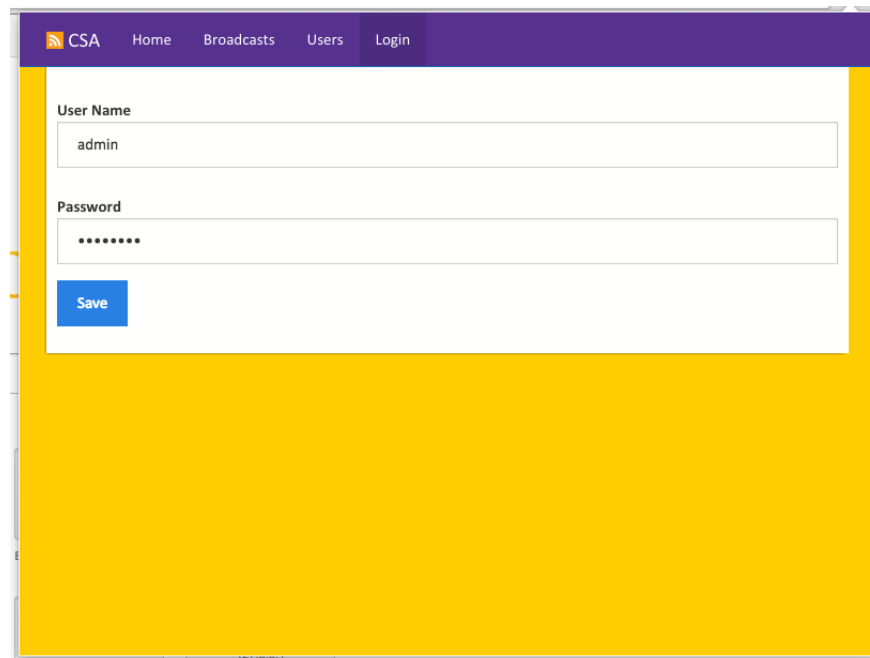 CSA Home Broadcasts Users Login
User Name
admin
Password
••••••••
Save